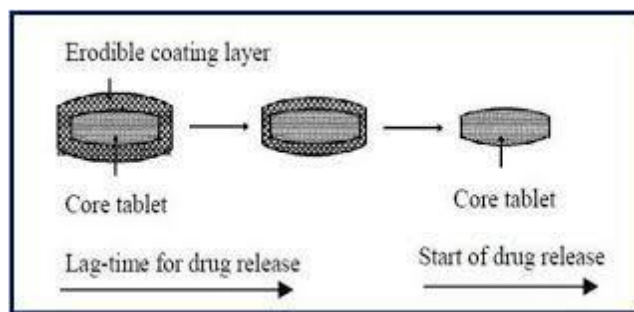 Erodible coating layer
Core tablet
Core tablet
Lag-time for drug release
Start of drug release